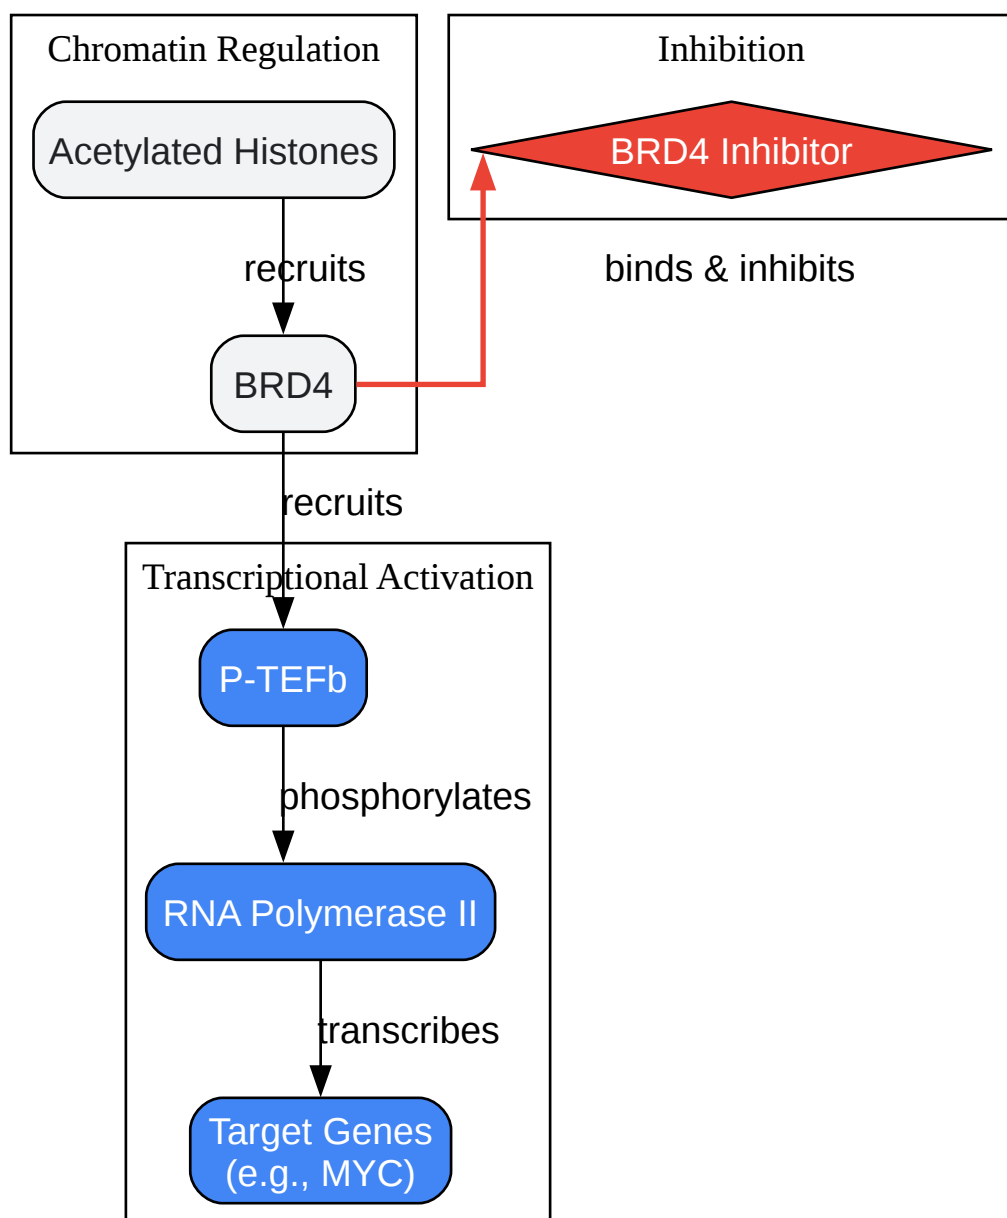 Chromatin Regulation
Inhibition
Acetylated Histones
BRD4 Inhibitor
recruits
binds & inhibits
BRD4
recruits
Transcriptional Activation
P-TEFb
phosphorylates
RNA Polymerase II
transcribes
Target Genes
(e.g., MYC)